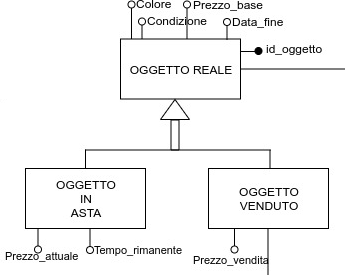 Colore
Prezzo_base
Condizione
Data_fine
id_oggetto
OGGETTO REALE
OGGETTO
IN
ASTA
OGGETTO
VENDUTO
Prezzo_attuale
Tempo_rimanente
Prezzo_vendita